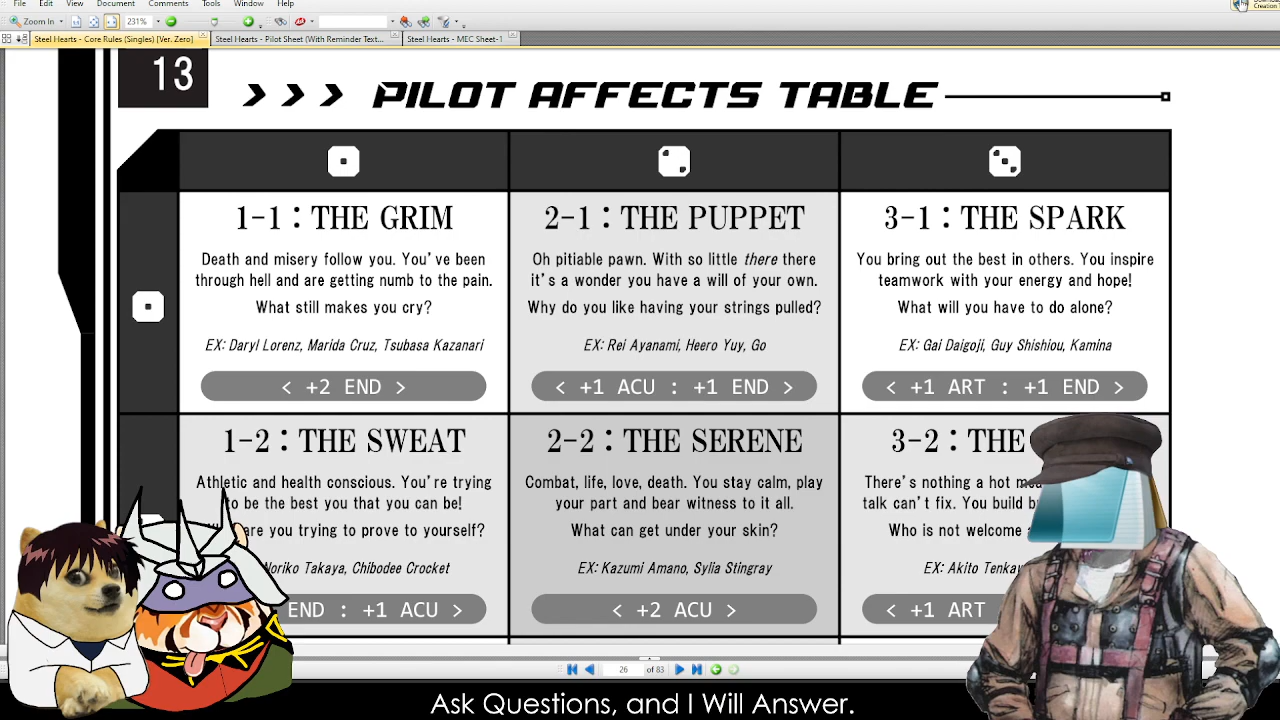 File Edit View Document Comments Tools Window Help
Zoom In 231%
Creation
Steel Hearts - Core Rules (Singles) [Ver. Zero] Steel Hearts - Pilot Sheet (With Reminder Text... Steel Hearts - MEC Sheet-1
13
PILOT AFFECTS TABLE
1-1：THE GRIM
Death and misery follow you. You've been
through hell and are getting numb to the pain.
What still makes you cry?
EX: Daryl Lorenz, Marida Cruz, Tsubasa Kazanari
< +2 END >
2-1：THE PUPPET
Oh pitiable pawn. With so little there there
it's a wonder you have a will of your own.
Why do you like having your strings pulled?
EX: Rei Ayanami, Heero Yuy, Go
< +1 ACU : +1 END >
3-1：THE SPARK
You bring out the best in others. You inspire
teamwork with your energy and hope!
What will you have to do alone?
EX: Gai Daigoji, Guy Shishiou, Kamina
< +1 ART : +1 END >
1-2：THE SWEAT
Athletic and health conscious. You're trying
to be the best you that you can be!
are you trying to prove to yourself?
Noriko Takaya, Chibodee Crocket
END : +1 ACU >
2-2：THE SERENE
Combat, life, love, death. You stay calm, play
your part and bear witness to it all.
What can get under your skin?
EX: Kazumi Amano, Sylia Stingray
< +2 ACU >
3-2：THE
There's nothing a hot
talk can't fix. You build
Who is not welcome
EX: Akito
< +1 ART
26 of 83
Ask Questions, and I Will Answer.